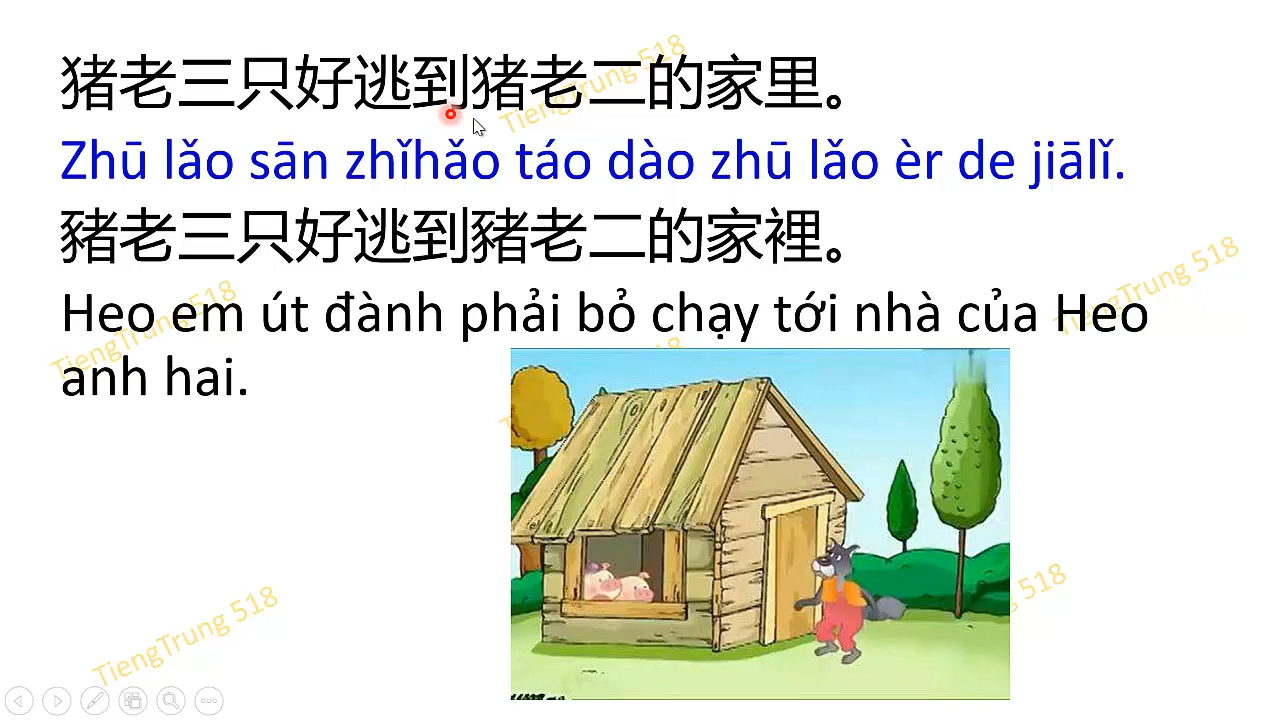 猪老三只好逃到猪老二的家里。
Zhū lǎo sān zhǐhǎo táo dào zhū lǎo èr de jiālǐ.
豬老三只好逃到豬老二的家裡。
Heo em út đành phải bỏ chạy tới nhà của Heo
anh hai.
TiengTrung 518
TiengTrung 518
TiengTrung 518
TiengTrung 518
518